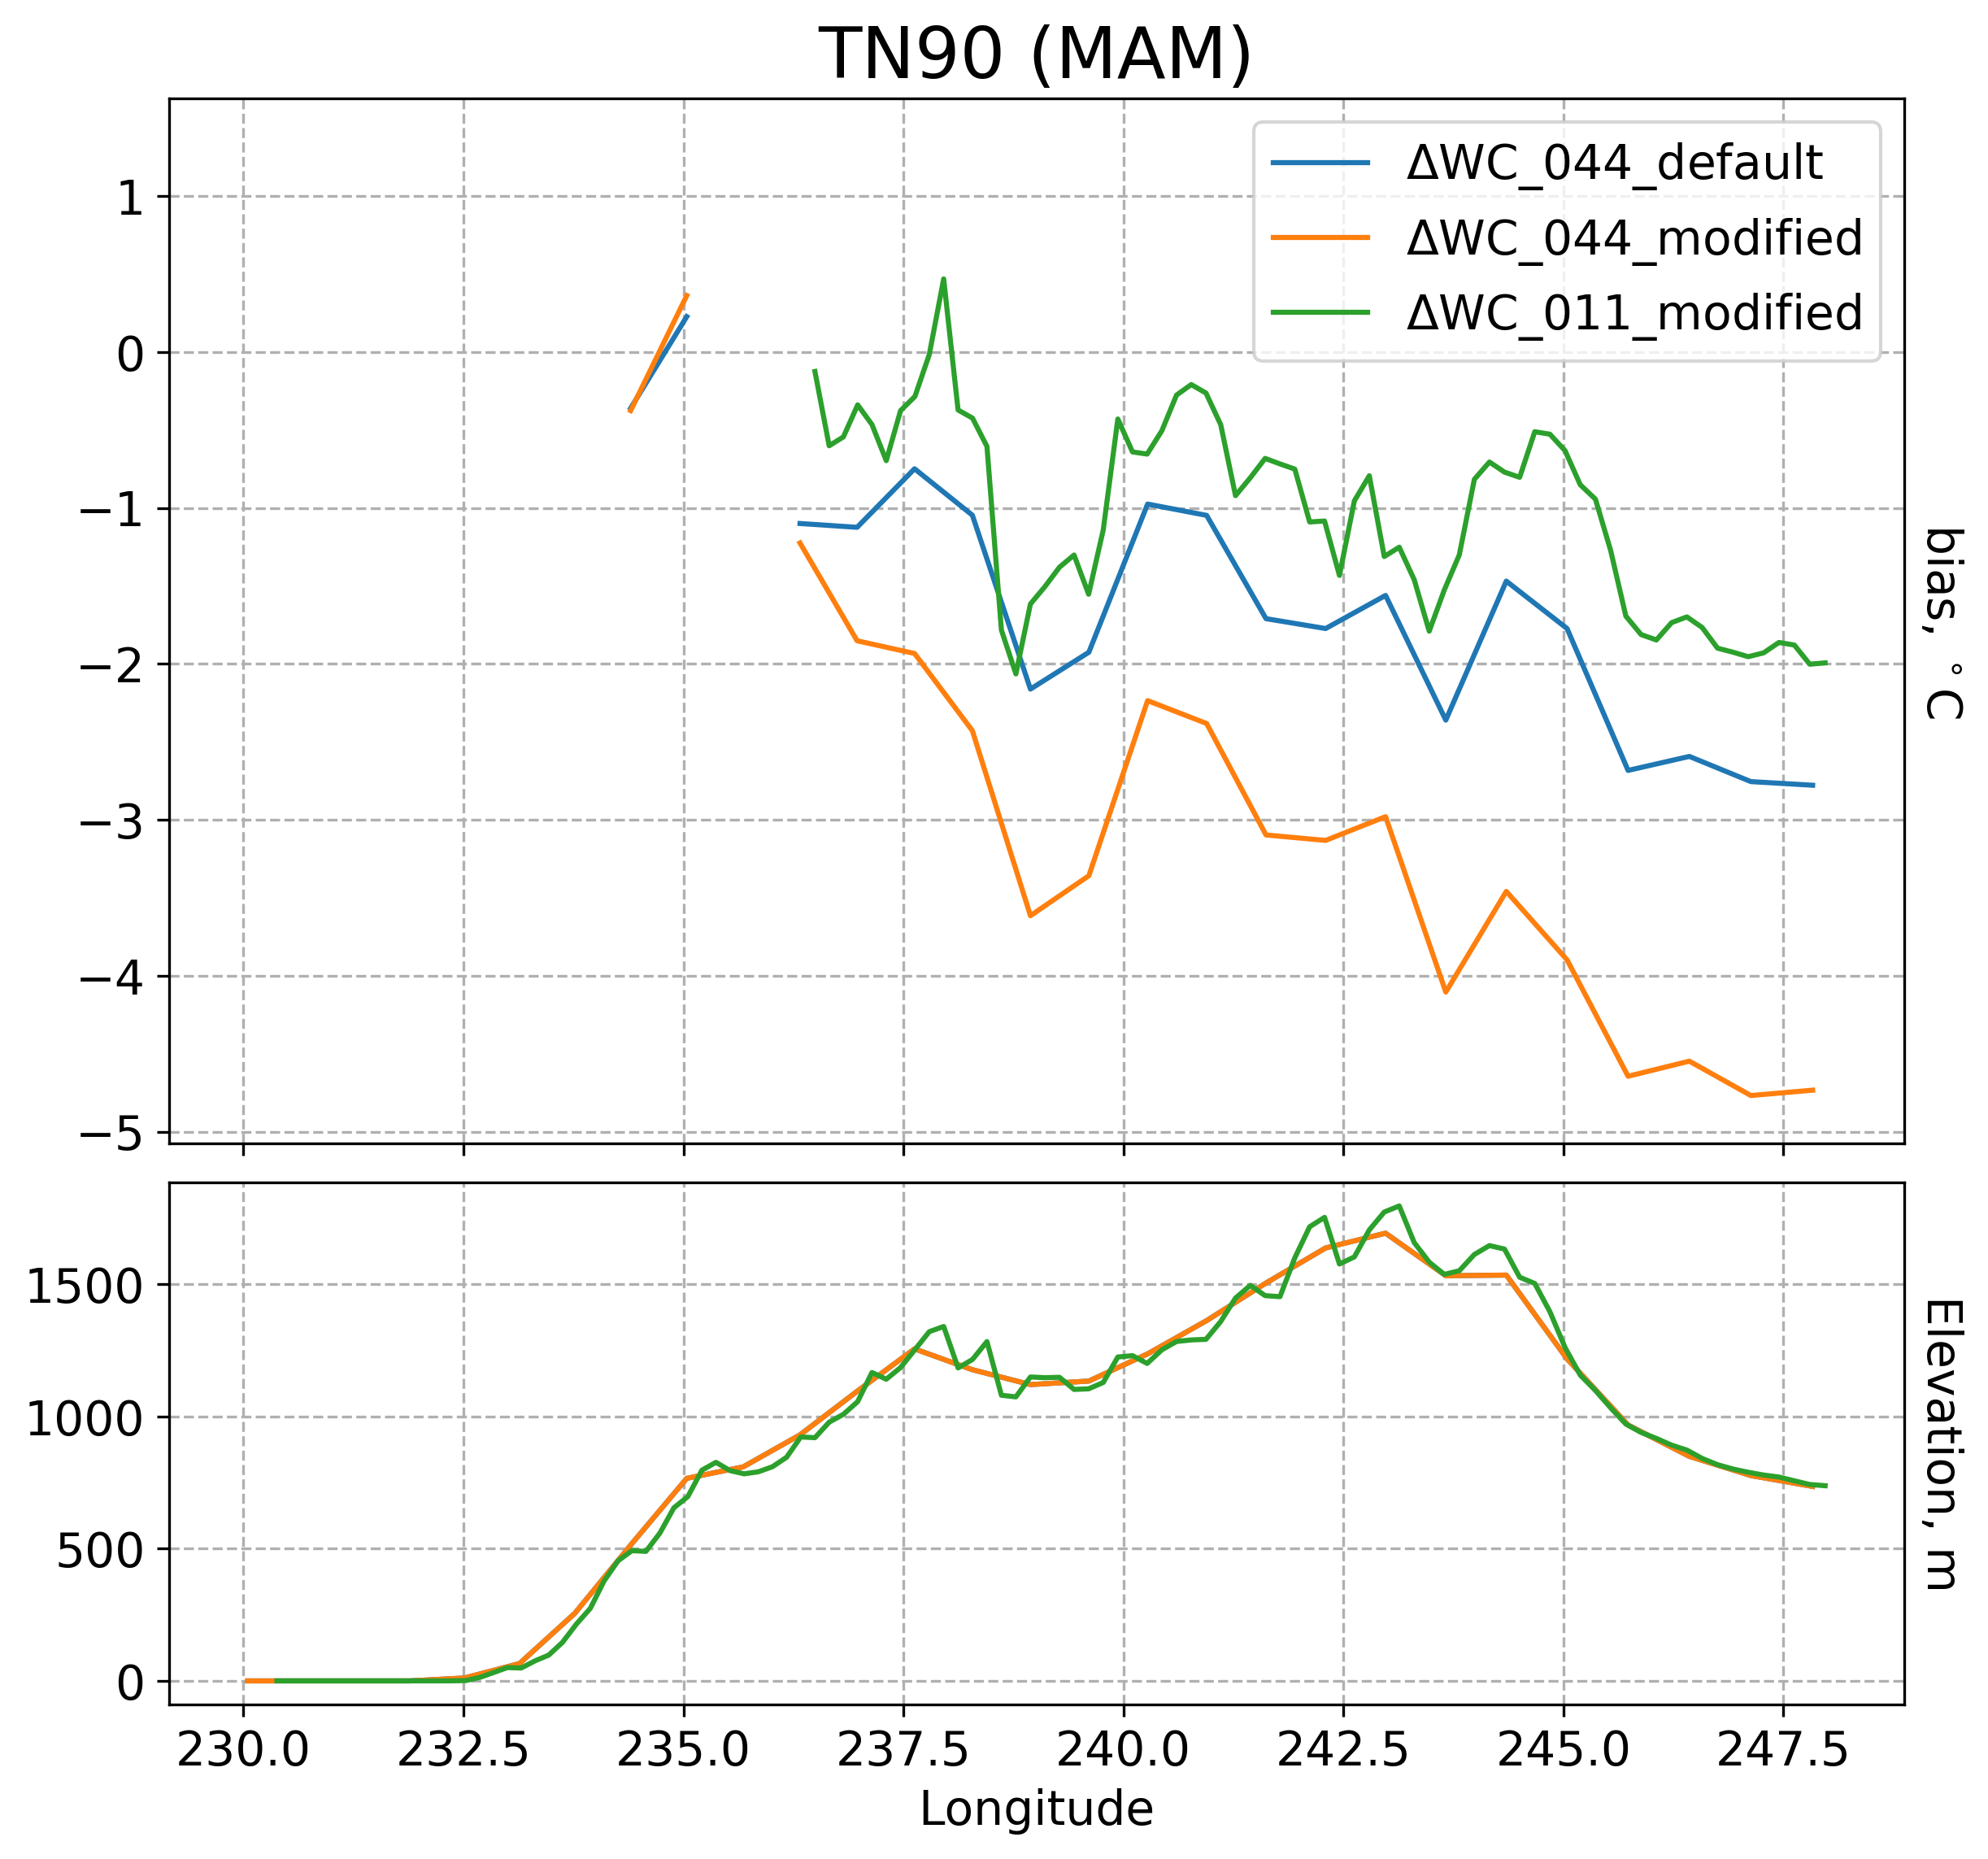 TN90 (MAM)
ΔWC_044_default
ΔWC_044_modified
ΔWC_011_modified
1
0
−1
−2
−3
−4
−5
bias, °C
1500
1000
500
0
Elevation, m
230.0 232.5 235.0 237.5 240.0 242.5 245.0 247.5
Longitude